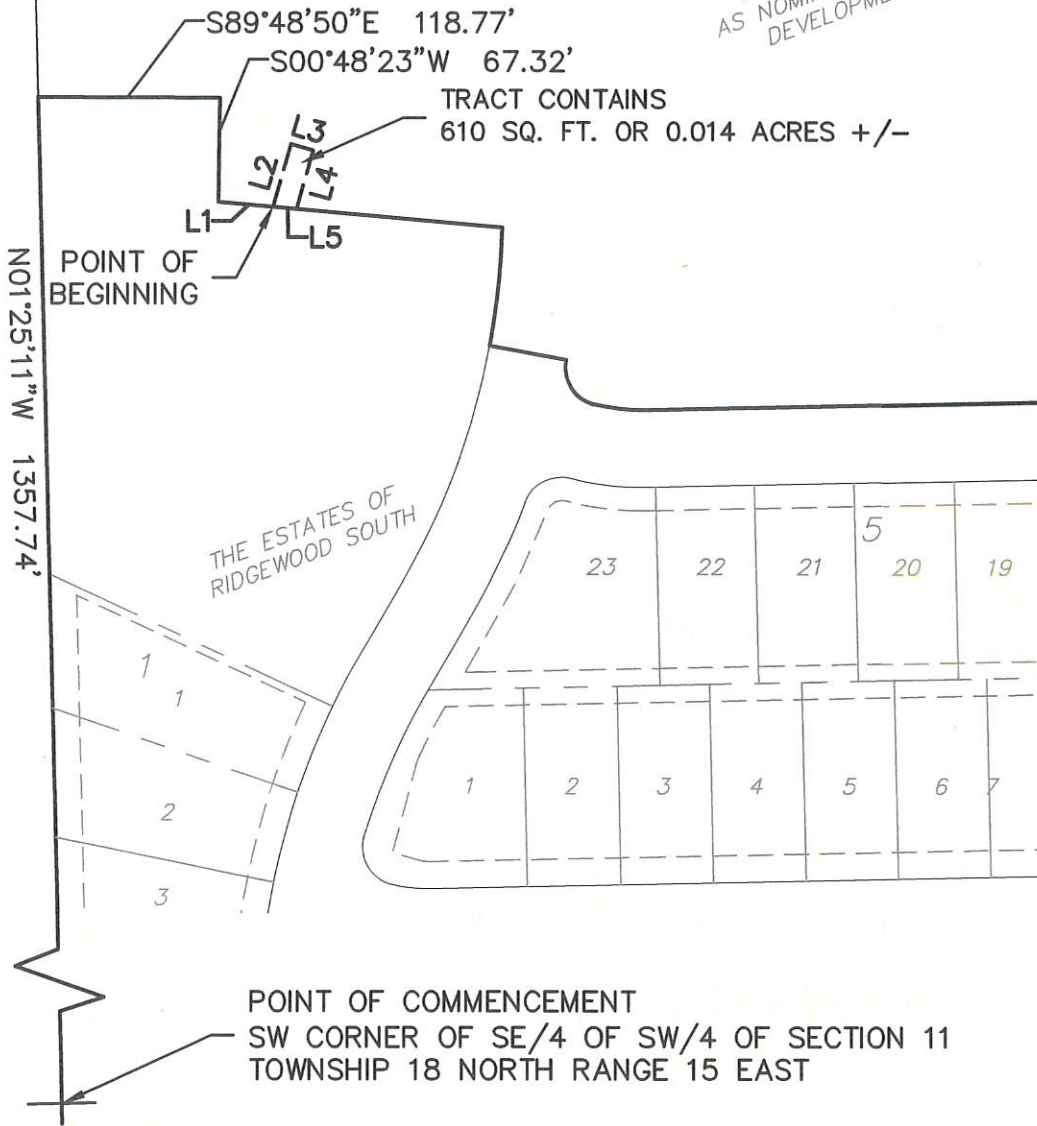 S89°48'50"E 118.77'
S00°48'23"W 67.32'
AS
TRACT CONTAINS
610 SQ. FT. OR 0.014 ACRES +/-
L3
L2
L4
L1
L5
POINT OF
BEGINNING
N01°25'11"W 1357.74'
THE ESTATES OF
RIDGEWOOD SOUTH
5
23 22 21 20 19
1
1
2
3
1 2 3 4 5 6 7
POINT OF COMMENCEMENT
SW CORNER OF SE/4 OF SW/4 OF SECTION 11
TOWNSHIP 18 NORTH RANGE 15 EAST